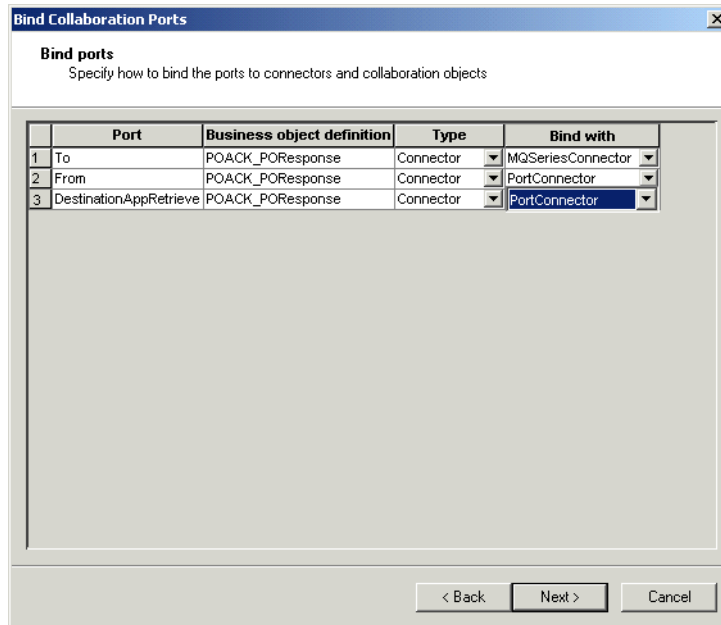 Bind Collaboration Ports
Bind ports
Specify how to bind the ports to connectors and collaboration objects
Port Business object definition Type Bind with
1 To POACK_POResponse Connector MQSeriesConnector
2 From POACK_POResponse Connector PortConnector
3 DestinationAppRetrieve POACK_POResponse Connector PortConnector
< Back Next > Cancel